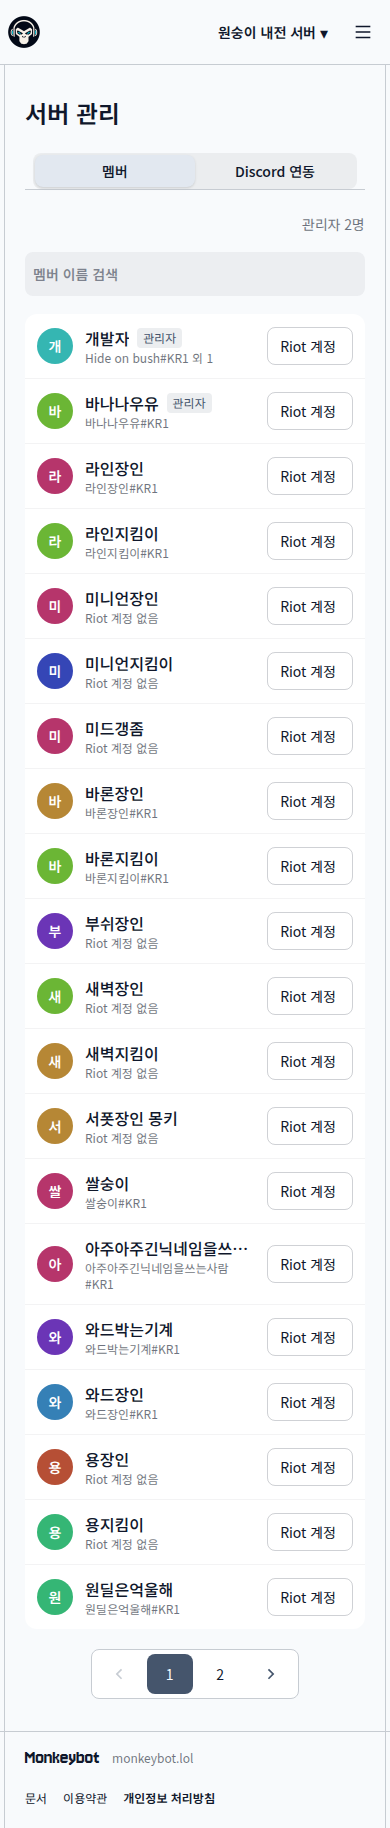 원숭이 내전 서버 ▼
서버 관리
멤버 Discord 연동
관리자 2명
멤버 이름 검색
개 개발자 관리자 Riot 계정
Hide on bush#KR1 외 1
바 바나나우유 관리자 Riot 계정
바나나우유#KR1
라 라인장인 Riot 계정
라인장인#KR1
라 라인지킴이 Riot 계정
라인지킴이#KR1
미 미니언장인 Riot 계정
Riot 계정 없음
미 미니언지킴이 Riot 계정
Riot 계정 없음
미 미드갱좀 Riot 계정
Riot 계정 없음
바 바론장인 Riot 계정
바론장인#KR1
바 바론지킴이 Riot 계정
바론지킴이#KR1
부 부쉬장인 Riot 계정
Riot 계정 없음
새 새벽장인 Riot 계정
Riot 계정 없음
새 새벽지킴이 Riot 계정
Riot 계정 없음
서 서폿장인 몽키 Riot 계정
Riot 계정 없음
쌀 쌀숭이 Riot 계정
쌀숭이#KR1
아 아주아주긴닉네임을쓰… Riot 계정
아주아주긴닉네임을쓰는사람
#KR1
와 와드박는기계 Riot 계정
와드박는기계#KR1
와 와드장인 Riot 계정
와드장인#KR1
용 용장인 Riot 계정
Riot 계정 없음
용 용지킴이 Riot 계정
Riot 계정 없음
원 원딜은억울해 Riot 계정
원딜은억울해#KR1
1 2
Monkeybot monkeybot.lol
문서 이용약관 개인정보 처리방침